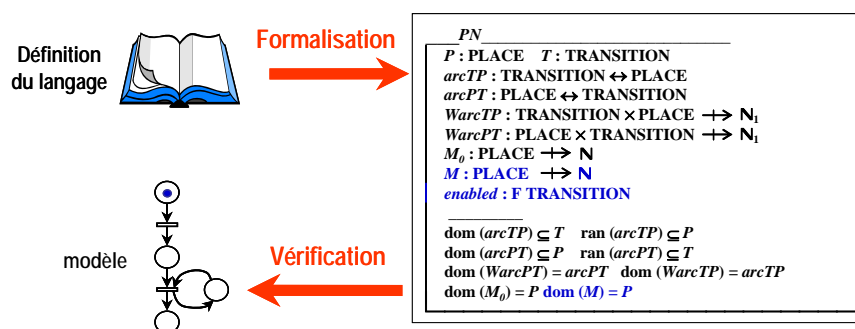 Définition
du langage
Formalisation
PN
P : PLACE T : TRANSITION
arcTP : TRANSITION ↔ PLACE
arcPT : PLACE ↔ TRANSITION
WarcTP : TRANSITION × PLACE ⇸ ℕ₁
WarcPT : PLACE × TRANSITION ⇸ ℕ₁
M₀ : PLACE ⇸ ℕ
M : PLACE ⇸ ℕ
enabled : F TRANSITION
dom (arcTP) ⊆ T ran (arcTP) ⊆ P
dom (arcPT) ⊆ P ran (arcPT) ⊆ T
dom (WarcPT) = arcPT dom (WarcTP) = arcTP
dom (M₀) = P dom (M) = P
modèle
Vérification